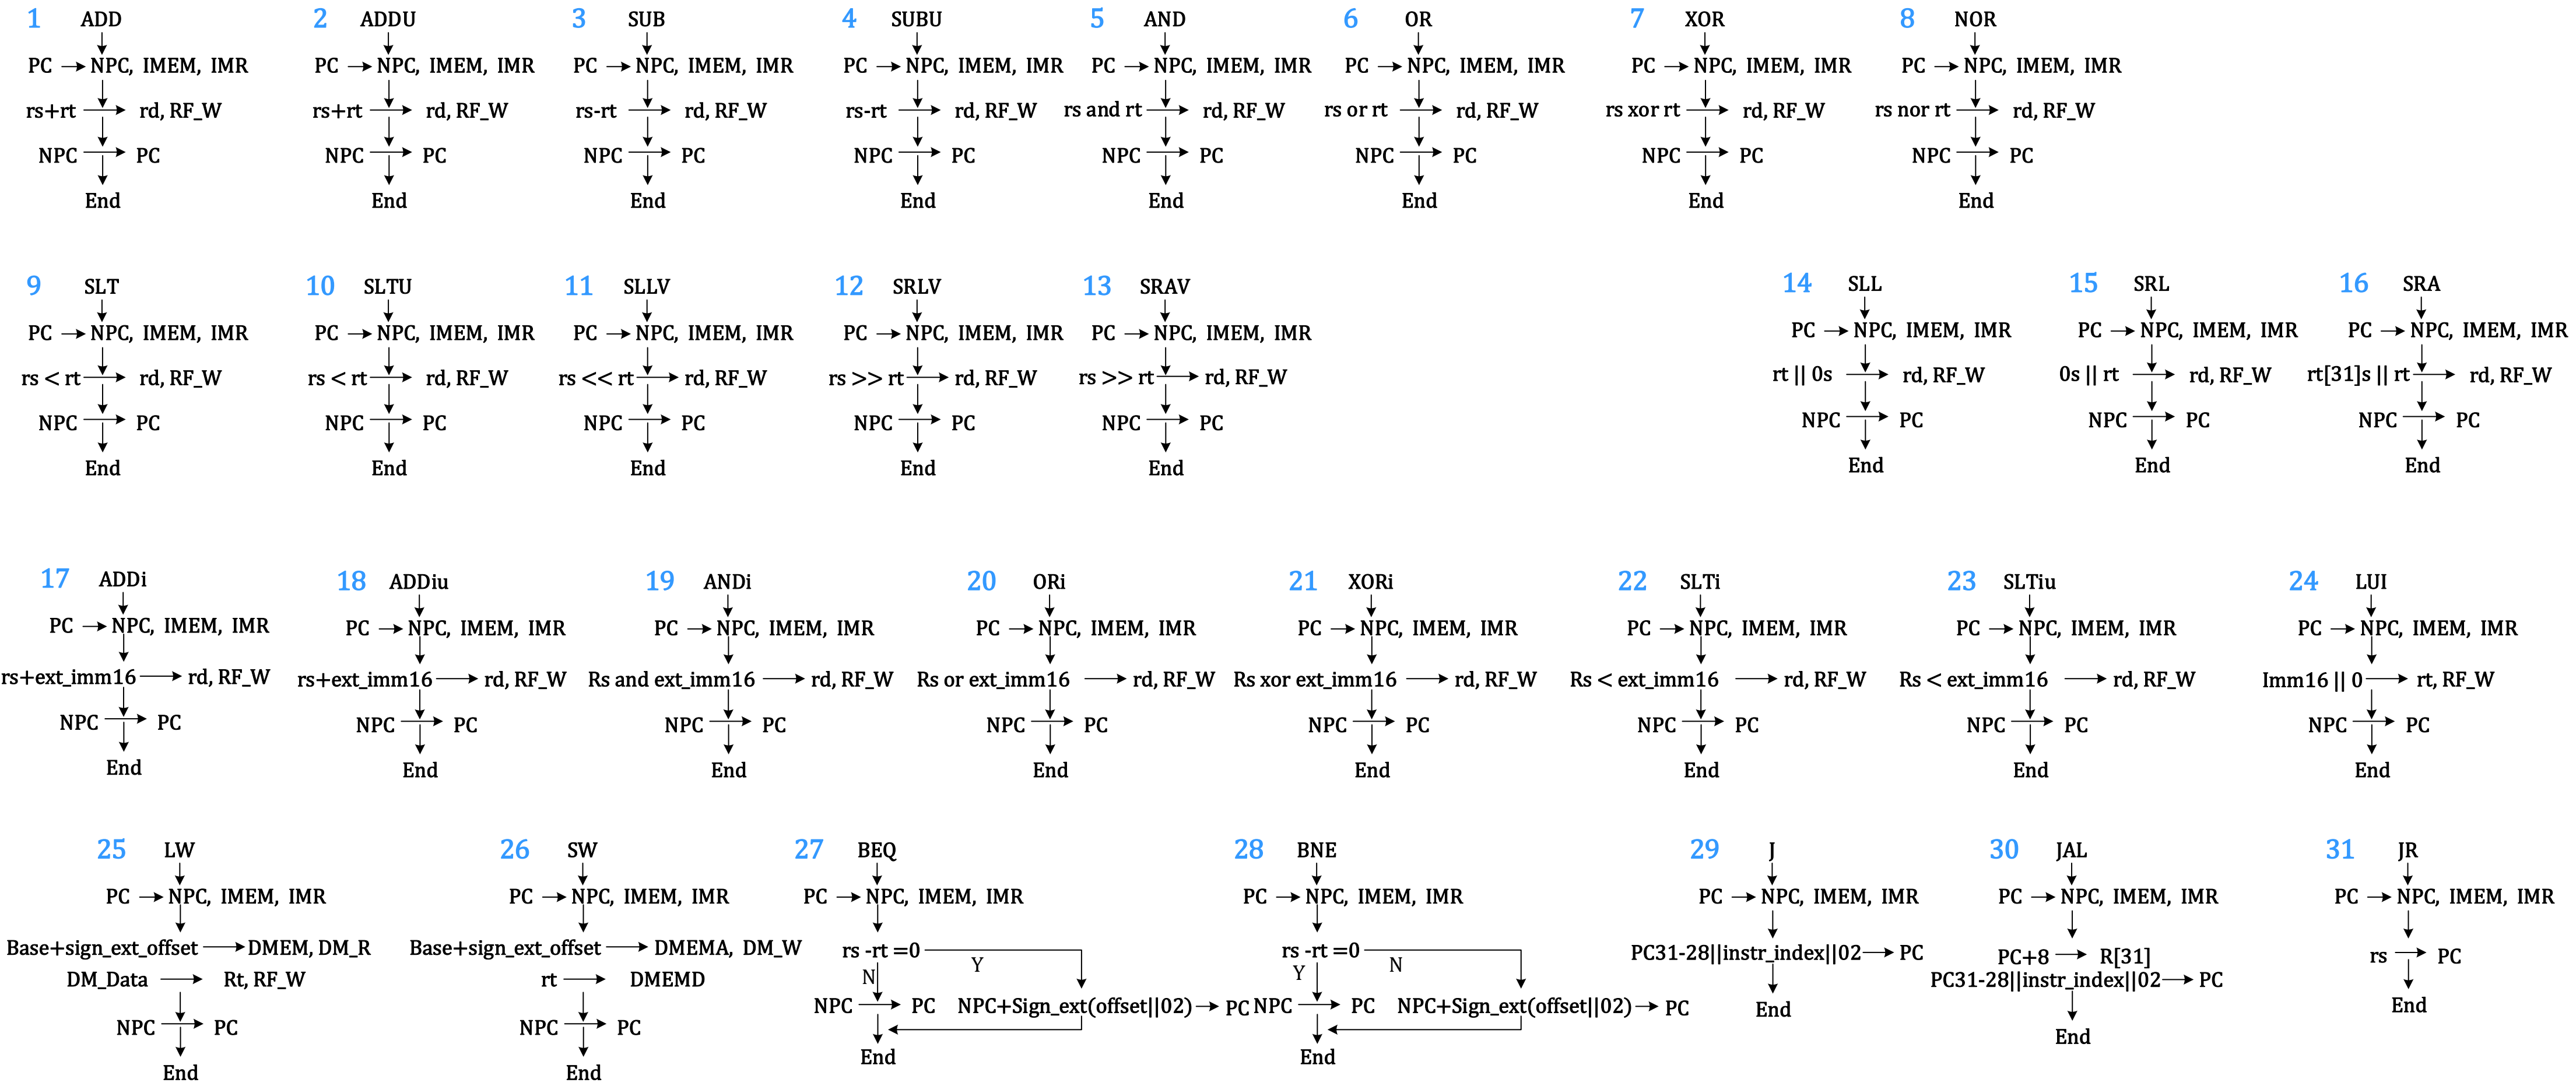 1 ADD 2 ADDU 3 SUB 4 SUBU 5 AND 6 OR 7 XOR 8 NOR
PC NPC, IMEM, IMR PC NPC, IMEM, IMR PC NPC, IMEM, IMR PC NPC, IMEM, IMR PC NPC, IMEM, IMR PC NPC, IMEM, IMR PC NPC, IMEM, IMR PC NPC, IMEM, IMR
rs+rt rd, RF_W rs+rt rd, RF_W rs-rt rd, RF_W rs-rt rd, RF_W rs and rt rd, RF_W rs or rt rd, RF_W rs xor rt rd, RF_W rs nor rt rd, RF_W
NPC PC NPC PC NPC PC NPC PC NPC PC NPC PC NPC PC NPC PC
End End End End End End End End
9 SLT 10 SLTU 11 SLLV 12 SRLV 13 SRAV 14 SLL 15 SRL 16 SRA
PC NPC, IMEM, IMR PC NPC, IMEM, IMR PC NPC, IMEM, IMR PC NPC, IMEM, IMR PC NPC, IMEM, IMR PC NPC, IMEM, IMR PC NPC, IMEM, IMR PC NPC, IMEM, IMR
rs < rt rd, RF_W rs < rt rd, RF_W rs << rt rd, RF_W rs >> rt rd, RF_W rs >> rt rd, RF_W rt || 0s rd, RF_W 0s || rt rd, RF_W rt[31]s || rt rd, RF_W
NPC PC NPC PC NPC PC NPC PC NPC PC NPC PC NPC PC NPC PC
End End End End End End End End
17 ADDi 18 ADDiu 19 ANDi 20 ORi 21 XORi 22 SLTi 23 SLTiu 24 LUI
PC NPC, IMEM, IMR PC NPC, IMEM, IMR PC NPC, IMEM, IMR PC NPC, IMEM, IMR PC NPC, IMEM, IMR PC NPC, IMEM, IMR PC NPC, IMEM, IMR PC NPC, IMEM, IMR
rs+ext_imm16 rd, RF_W rs+ext_imm16 rd, RF_W Rs and ext_imm16 rd, RF_W Rs or ext_imm16 rd, RF_W Rs xor ext_imm16 rd, RF_W Rs < ext_imm16 rd, RF_W Rs < ext_imm16 rd, RF_W Imm16 || 0 rt, RF_W
NPC PC NPC PC NPC PC NPC PC NPC PC NPC PC NPC PC NPC PC
End End End End End End End End
25 LW 26 SW 27 BEQ 28 BNE 29 J 30 JAL 31 JR
PC NPC, IMEM, IMR PC NPC, IMEM, IMR PC NPC, IMEM, IMR PC NPC, IMEM, IMR PC NPC, IMEM, IMR PC NPC, IMEM, IMR PC NPC, IMEM, IMR
Base+sign_ext_offset DMEM, DM_R Base+sign_ext_offset DMEMA, DM_W rs -rt =0 rs -rt =0 PC31-28||instr_index||02 PC PC+8 R[31] rs PC
DM_Data Rt, RF_W rt DMEMD N Y Y N PC31-28||instr_index||02 PC
NPC PC NPC PC NPC PC NPC+Sign_ext(offset||02) PC NPC PC NPC+Sign_ext(offset||02) PC End End
End End End End End